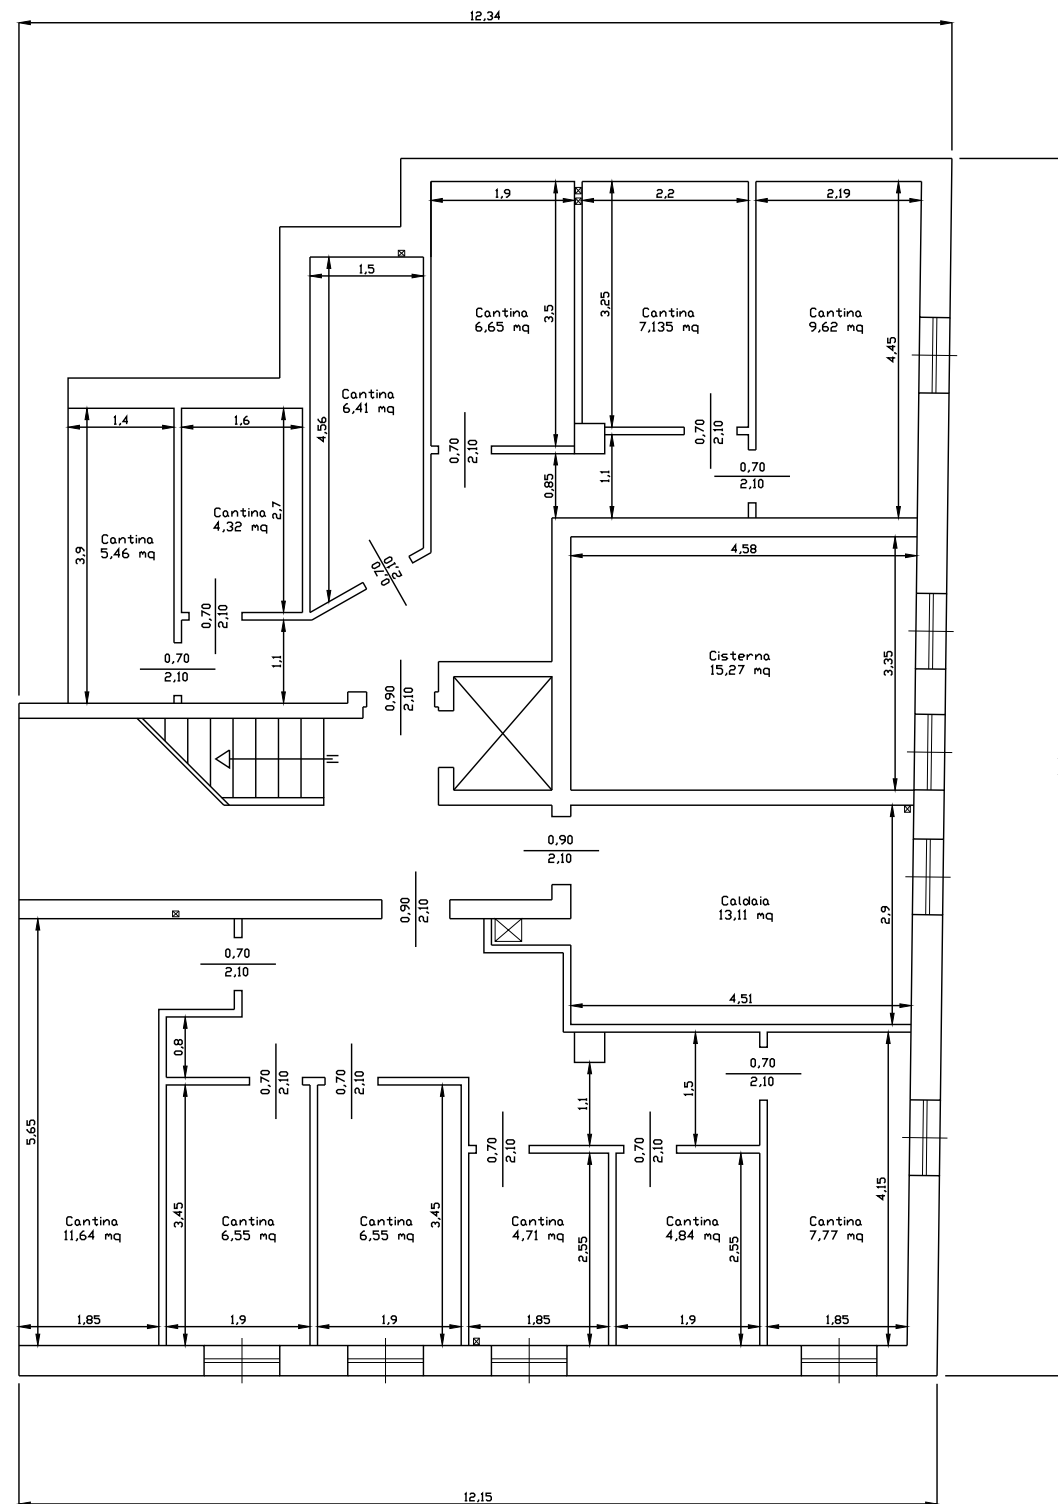 12,34
1,9
2,2
2,19
1,5
3,5
3,25
4,45
Cantina
6,65 mq
Cantina
7,135 mq
Cantina
9,62 mq
Cantina
6,41 mq
4,56
1,4
1,6
0,70
2,10
0,70
2,10
0,70
2,10
0,85
1,1
Cantina
4,32 mq
2,7
Cantina
5,46 mq
3,9
4,58
0,70
2,10
0,70
2,10
0,70
2,10
1,1
Cisterna
15,27 mq
3,35
0,90
2,10
0,90
2,10
Caldaia
13,11 mq
2,9
0,90
2,10
0,70
2,10
4,51
0,8
0,70
2,10
0,70
2,10
1,1
1,5
0,70
2,10
5,65
0,70
2,10
0,70
2,10
4,15
3,45
3,45
Cantina
11,64 mq
Cantina
6,55 mq
Cantina
6,55 mq
Cantina
4,71 mq
Cantina
4,84 mq
Cantina
7,77 mq
2,55
2,55
1,85
1,9
1,9
1,85
1,9
1,85
12,15